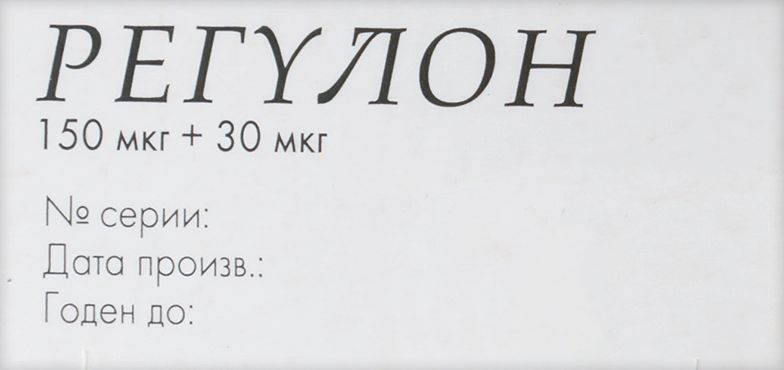 РЕГУЛОН
150 мкг + 30 мкг
№ серии:
Дата произв.:
Годен до: